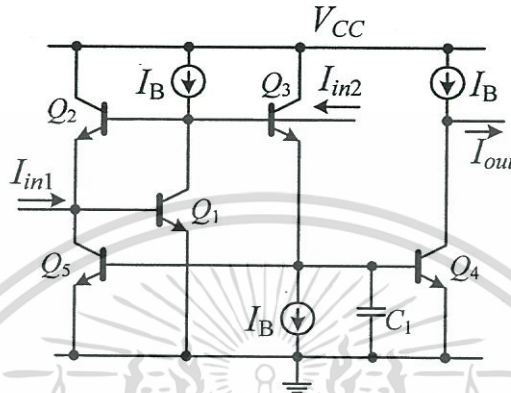 V_CC
I_B
Q_3
I_in2
I_B
Q_2
I_out
I_in1
Q_1
Q_5
Q_4
I_B
C_1